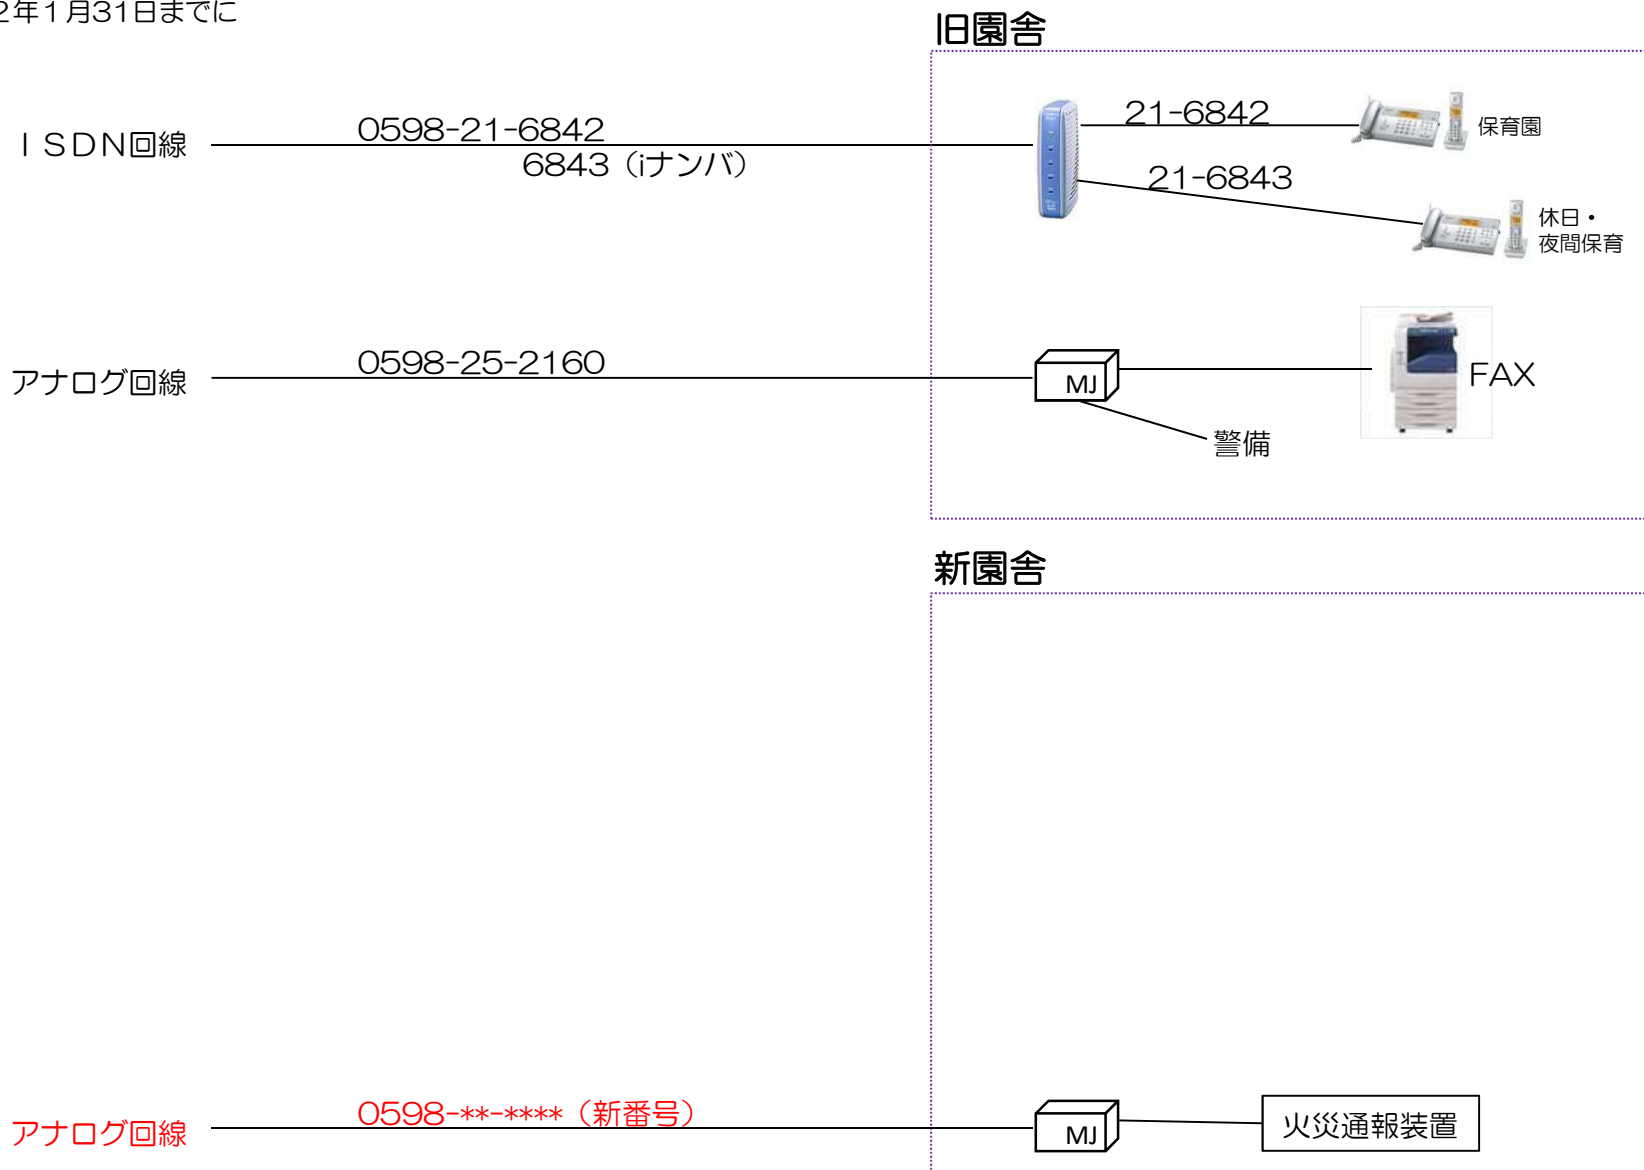 2年１月31日までに
旧園舎
ＩＳＤＮ回線
0598-21-6842
6843（iナンバ）
21-6842
保育園
21-6843
休日・
夜間保育
アナログ回線
0598-25-2160
MJ
FAX
警備
新園舎
アナログ回線
0598-**-****（新番号）
MJ
火災通報装置